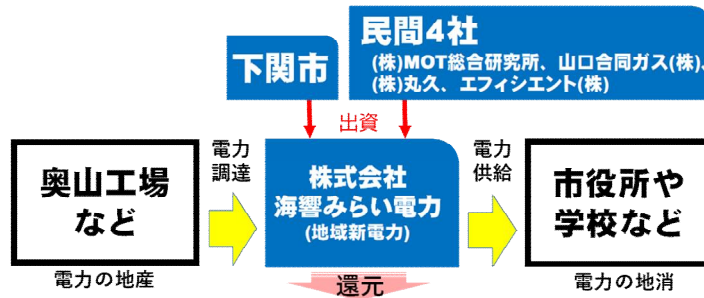 下関市
民間4社
(株)MOT総合研究所、山口合同ガス(株)、
(株)丸久、エフィシエント(株)
出資
奥山工場
など
電力の地産
電力
調達
株式会社
海響みらい電力
(地域新電力)
還元
電力
供給
市役所や
学校など
電力の地消